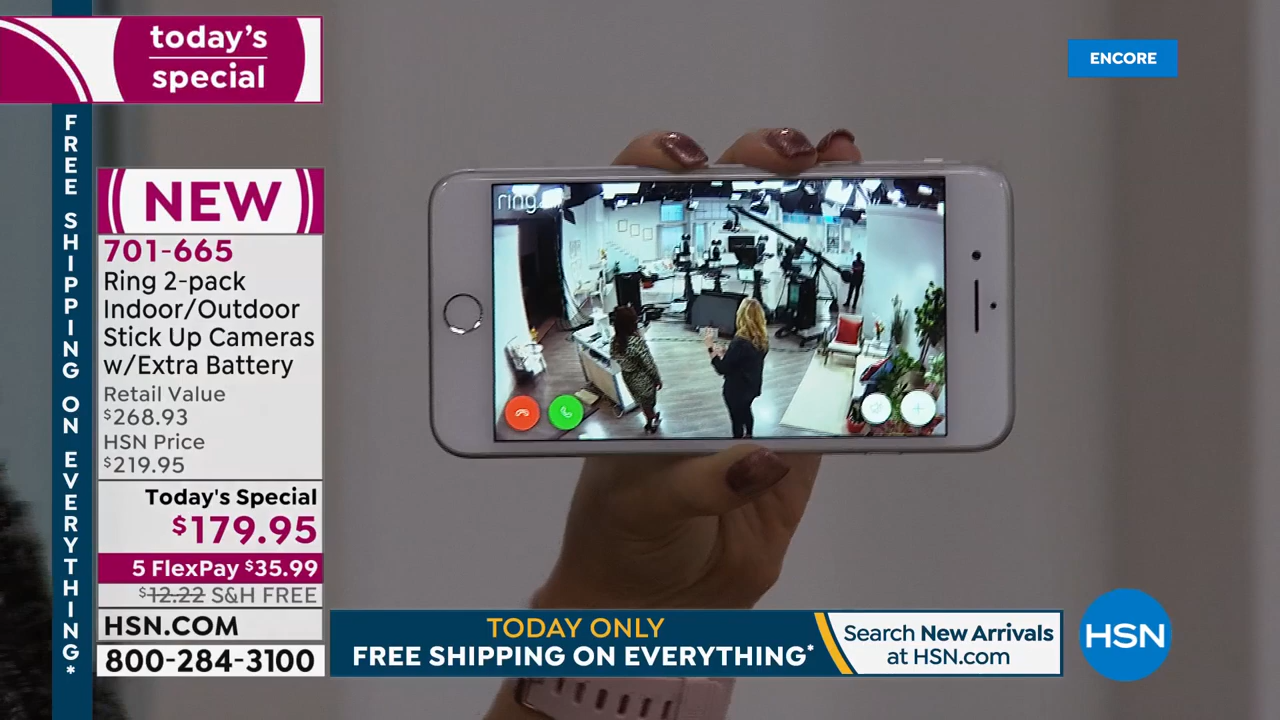 today's
special
ENCORE
FREE SHIPPING ON EVERYTHING*
((NEW))
701-665
Ring 2-pack
Indoor/Outdoor
Stick Up Cameras
w/Extra Battery
Retail Value
$268.93
HSN Price
$219.95
Today's Special
$179.95
5 FlexPay $35.99
$12.22 S&H FREE
HSN.COM
800-284-3100
ring
TODAY ONLY
FREE SHIPPING ON EVERYTHING*
Search New Arrivals
at HSN.com
HSN